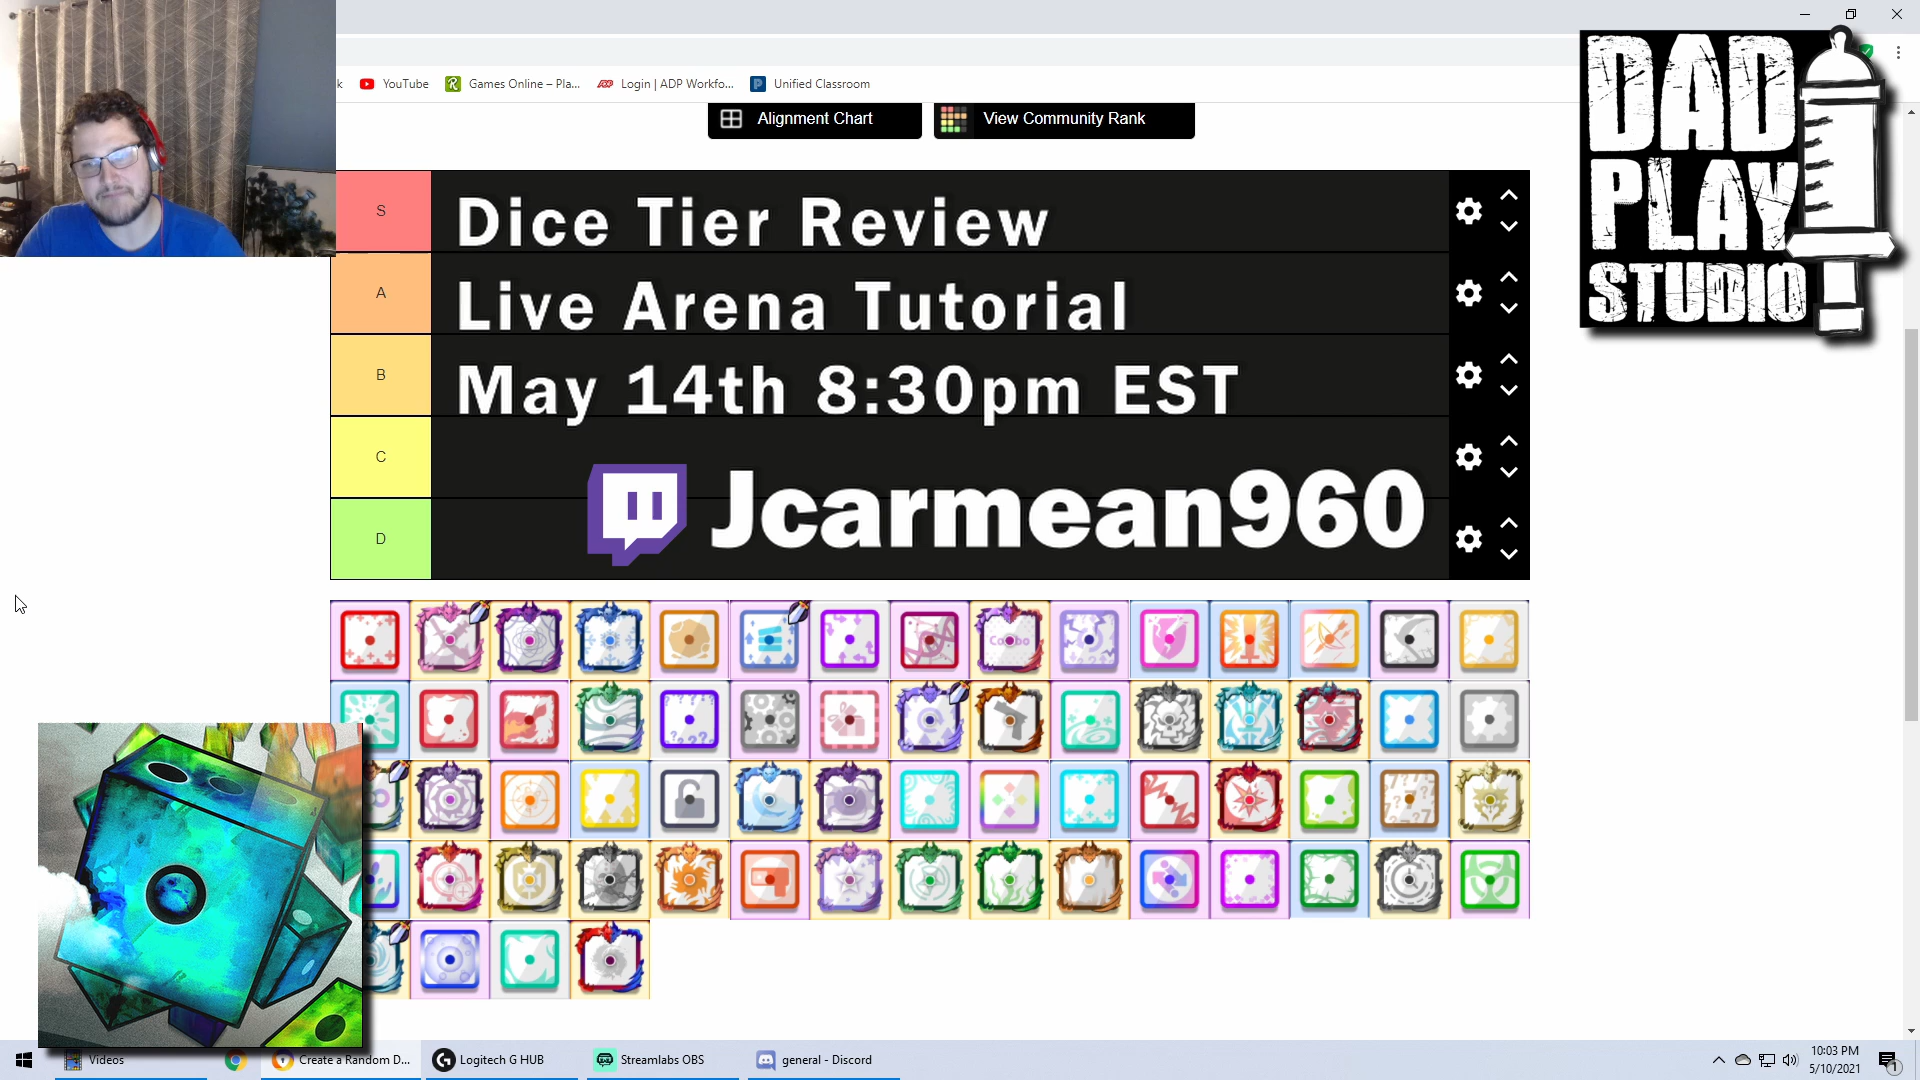 k
YouTube
Games Online – Pla...
Login | ADP Workfo...
Unified Classroom
Alignment Chart
View Community Rank
DAD
PLAY
STUDIO
S
Dice Tier Review
A
Live Arena Tutorial
B
May 14th 8:30pm EST
C
Jcarmean960
D
Combo
Videos
Create a Random D...
Logitech G HUB
Streamlabs OBS
general - Discord
10:03 PM
5/10/2021
1